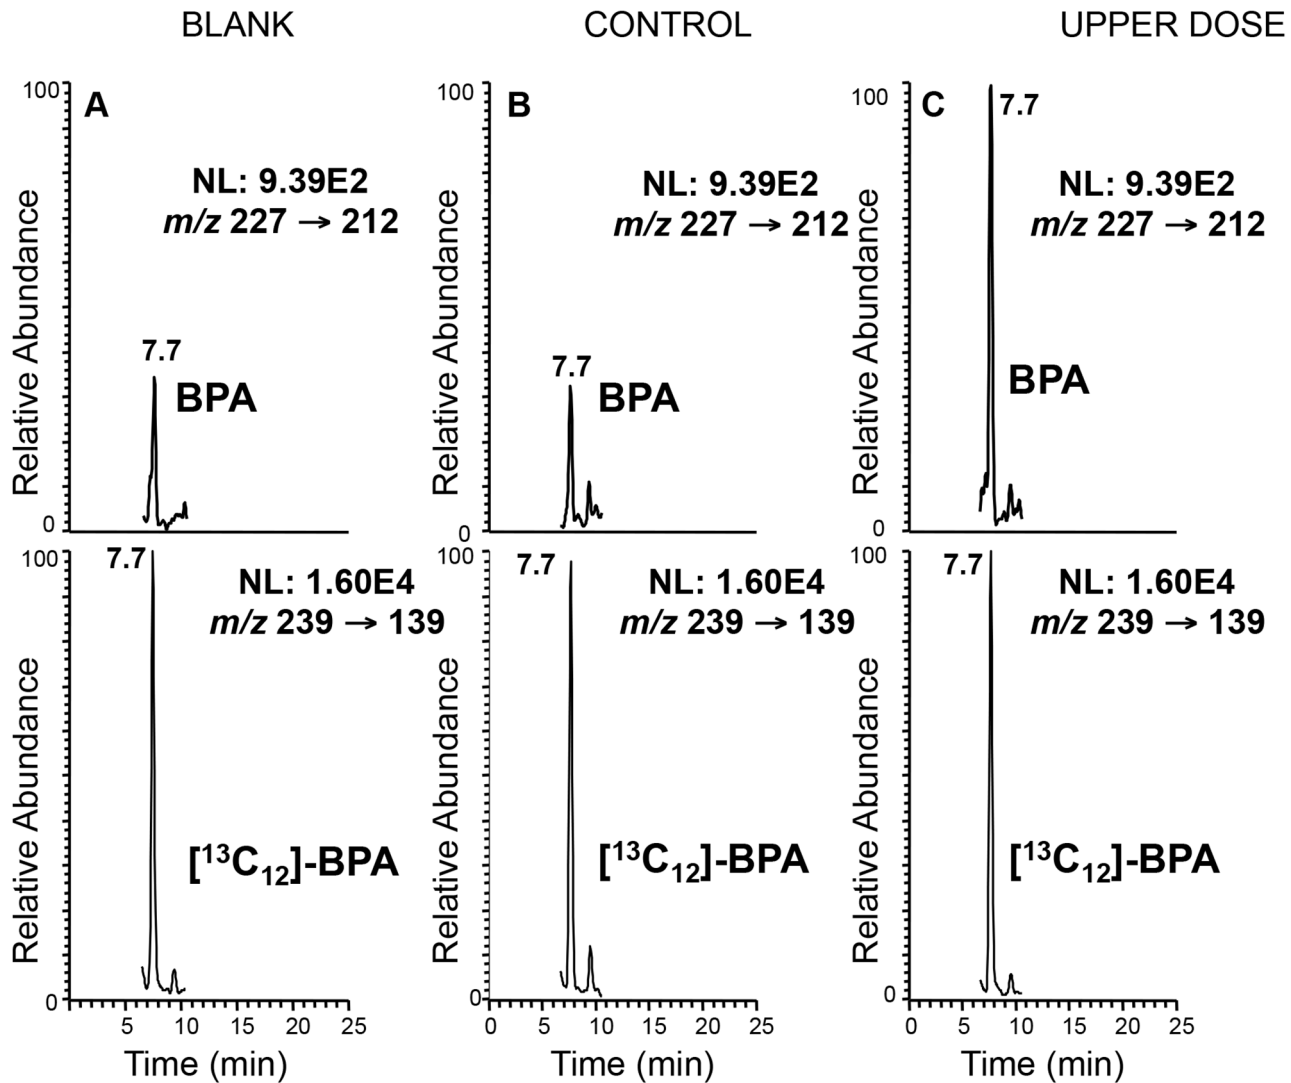 BLANK
CONTROL
UPPER DOSE
100
A
7.7
BPA
NL: 9.39E2
m/z 227 → 212
Relative Abundance
0
100
B
7.7
BPA
NL: 9.39E2
m/z 227 → 212
Relative Abundance
0
100
C
7.7
BPA
NL: 9.39E2
m/z 227 → 212
Relative Abundance
0
100
7.7
NL: 1.60E4
m/z 239 → 139
[¹³C₁₂]-BPA
Relative Abundance
0
5 10 15 20 25
Time (min)
100
7.7
NL: 1.60E4
m/z 239 → 139
[¹³C₁₂]-BPA
Relative Abundance
0
0 5 10 15 20 25
Time (min)
100
7.7
NL: 1.60E4
m/z 239 → 139
[¹³C₁₂]-BPA
Relative Abundance
0
0 5 10 15 20 25
Time (min)